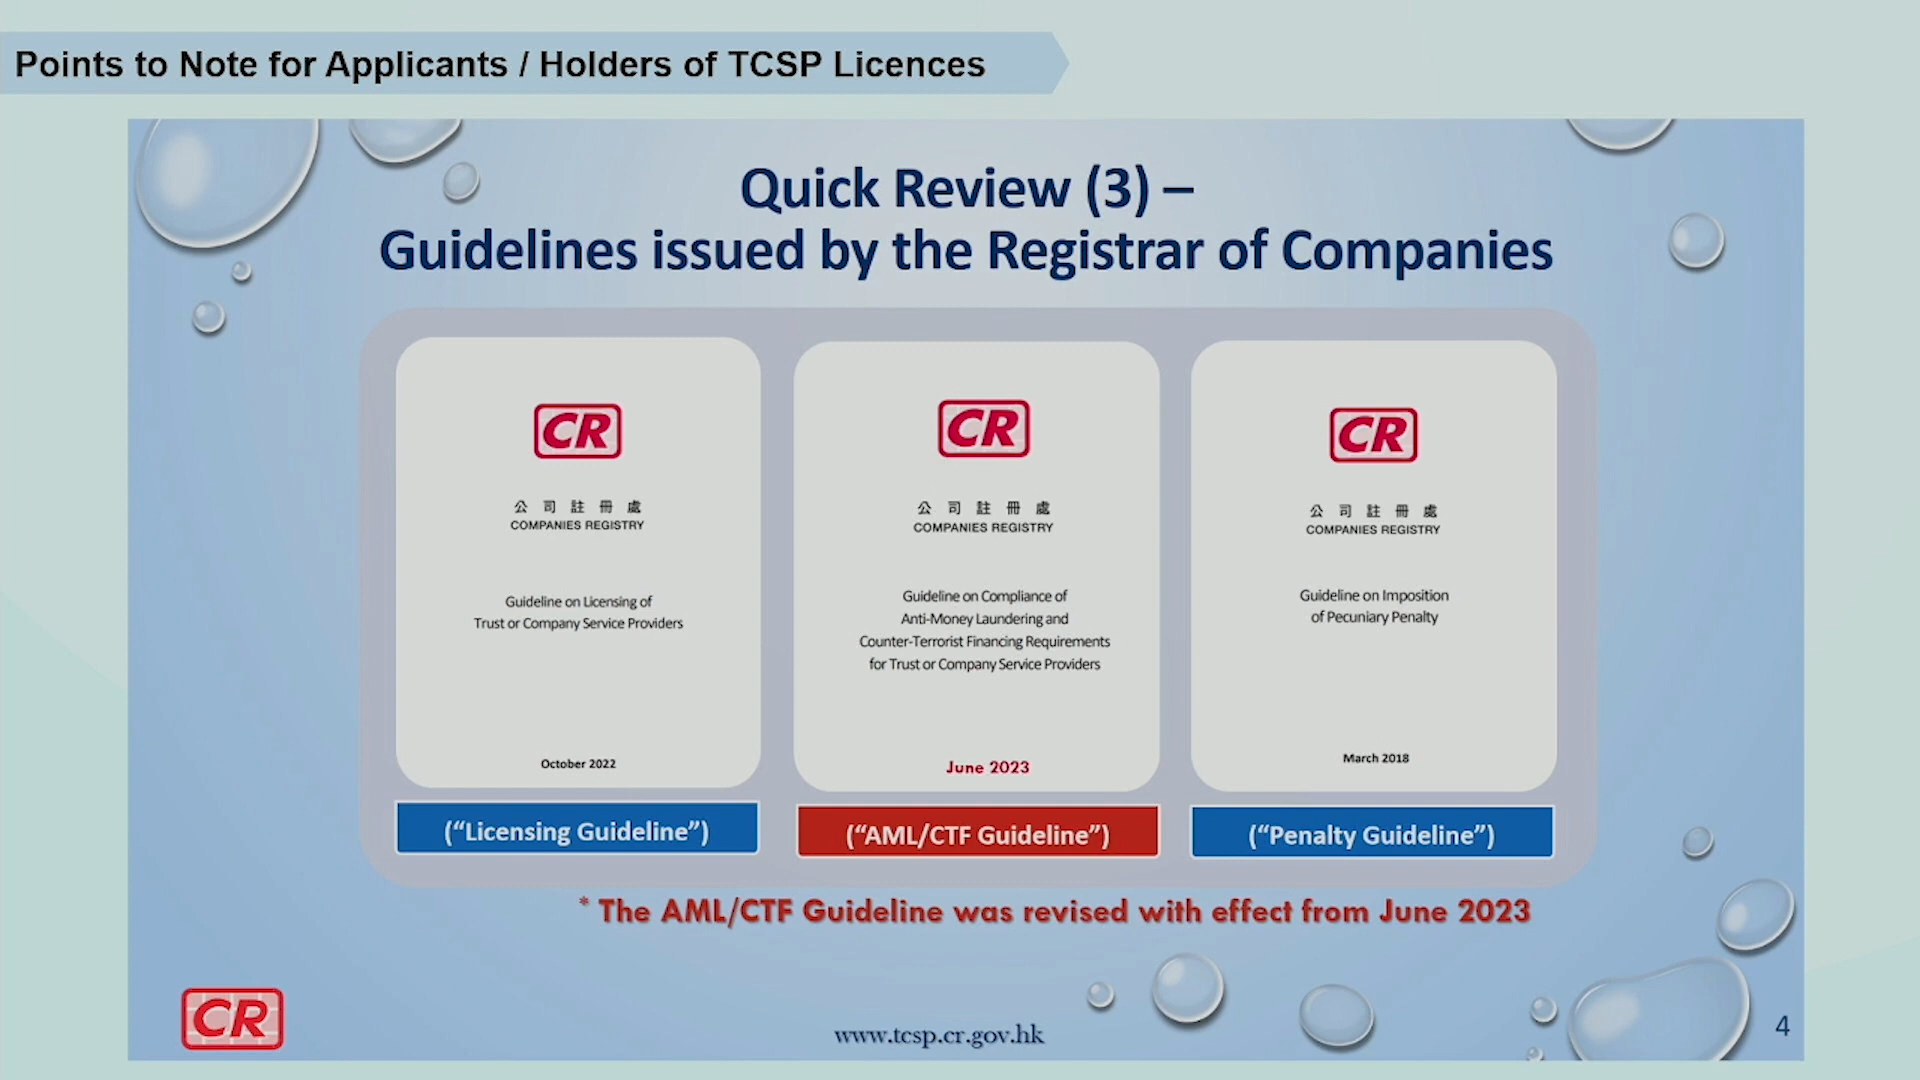 Points to Note for Applicants / Holders of TCSP Licences
Quick Review (3) –
Guidelines issued by the Registrar of Companies
CR
公司註冊處
COMPANIES REGISTRY
Guideline on Licensing of
Trust or Company Service Providers
October 2022
(“Licensing Guideline”)
CR
公司註冊處
COMPANIES REGISTRY
Guideline on Compliance of
Anti-Money Laundering and
Counter-Terrorist Financing Requirements
for Trust or Company Service Providers
June 2023
(“AML/CTF Guideline”)
CR
公司註冊處
COMPANIES REGISTRY
Guideline on Imposition
of Pecuniary Penalty
March 2018
(“Penalty Guideline”)
* The AML/CTF Guideline was revised with effect from June 2023
CR
www.tcsp.cr.gov.hk
4